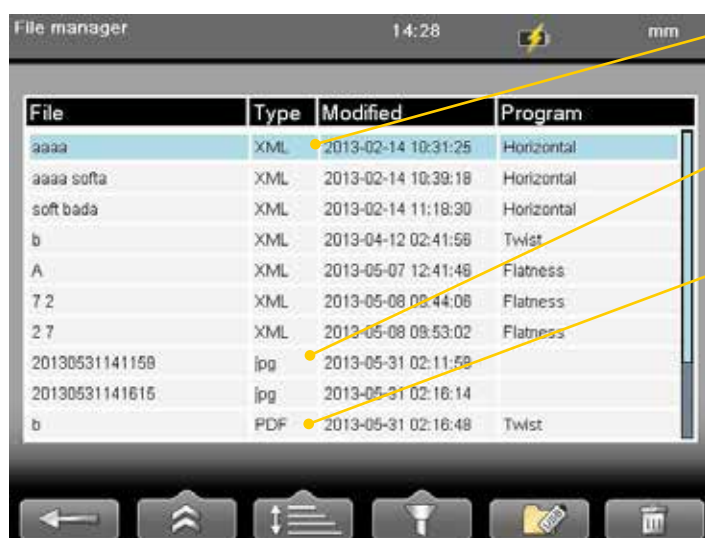 File manager 14:28 mm
File Type Modified Program
aaaa XML 2013-02-14 10:31:25 Horizontal
aaaa softa XML 2013-02-14 10:39:18 Horizontal
soft bada XML 2013-02-14 11:18:30 Horizontal
b XML 2013-04-12 02:41:56 Twist
A XML 2013-05-07 12:41:46 Flatness
7 2 XML 2013-05-08 09:44:06 Flatness
2 7 XML 2013-05-08 09:53:02 Flatness
20130531141159 jpg 2013-05-31 02:11:58
20130531141615 jpg 2013-05-31 02:16:14
b PDF 2013-05-31 02:16:48 Twist